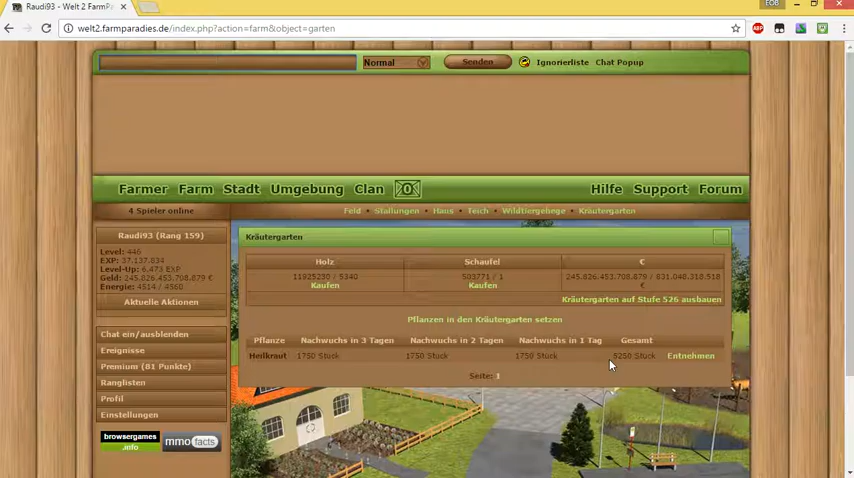 Raudi93 - Welt 2 FarmPa
EOB
welt2.farmparadies.de/index.php?action=farm&object=garten
Normal
Senden
Ignorierliste
Chat Popup
Farmer
Farm
Stadt
Umgebung
Clan
0
Hilfe
Support
Forum
4 Spieler online
Feld • Stallungen • Haus • Teich • Wildtiergehege • Kräutergarten
Raudi93 (Rang 159)
Level: 446
EXP: 37.137.834
Level-Up: 6.473 EXP
Geld: 245.826.453.708.879 €
Energie: 4514 / 4560
Aktuelle Aktionen
Chat ein/ausblenden
Ereignisse
Premium (81 Punkte)
Ranglisten
Profil
Einstellungen
browsergames
.info
mmofacts
Kräutergarten
Holz
Schaufel
€
11925230 / 5340
503771 / 1
245.826.453.708.879 / 831.048.318.518
€
Kaufen
Kaufen
Kräutergarten auf Stufe 526 ausbauen
Pflanzen in den Kräutergarten setzen
Pflanze
Nachwuchs in 3 Tagen
Nachwuchs in 2 Tagen
Nachwuchs in 1 Tag
Gesamt
Heilkraut
1750 Stück
1750 Stück
1750 Stück
5250 Stück
Entnehmen
Seite: 1